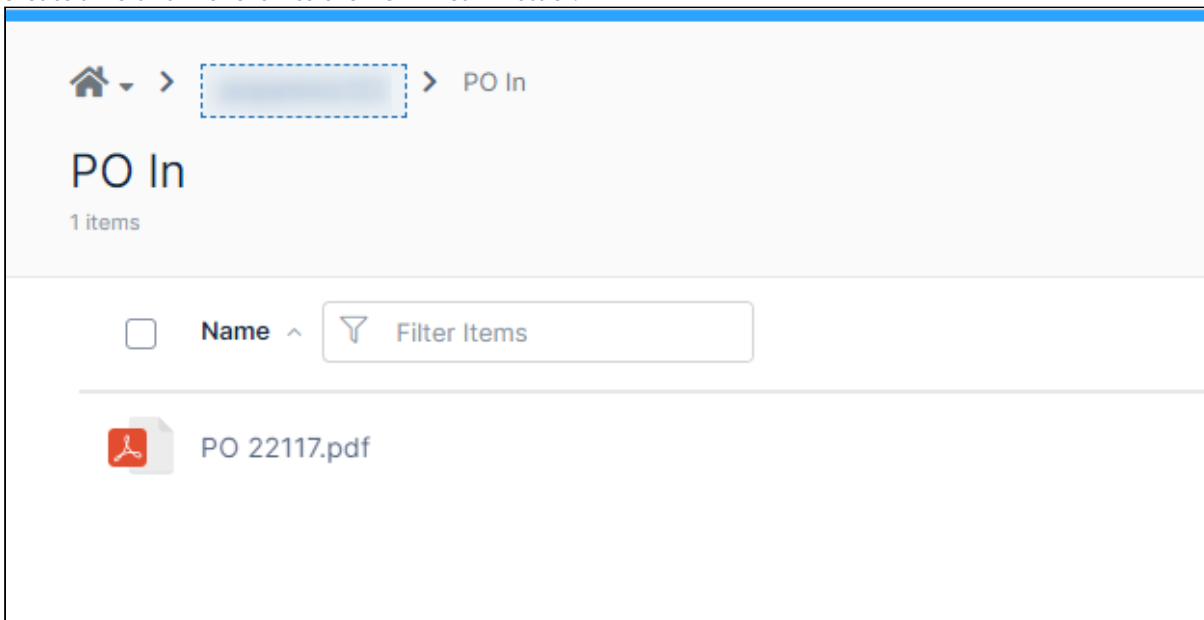 PO In
PO In
1 items
Name
Filter Items
PO 22117.pdf